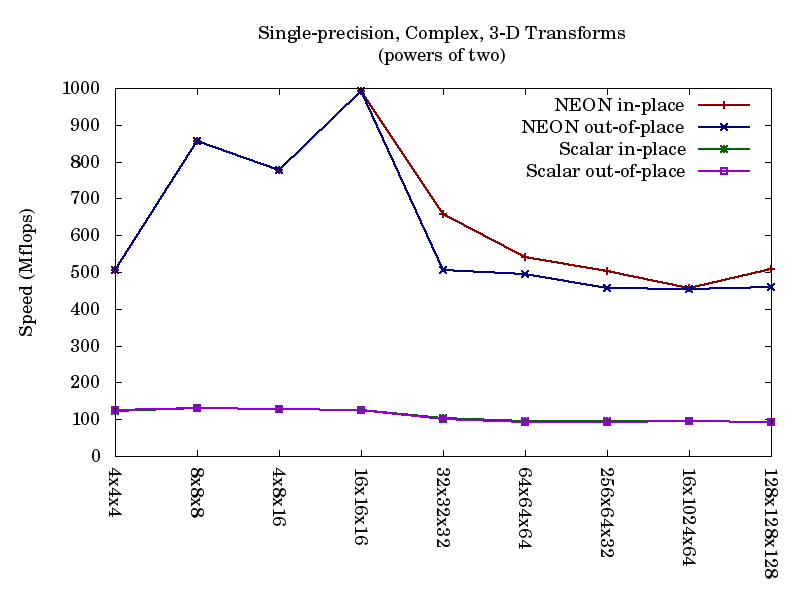 Single-precision, Complex, 3-D Transforms
(powers of two)
NEON in-place
NEON out-of-place
Scalar in-place
Scalar out-of-place
Speed (Mflops)
1000
900
800
700
600
500
400
300
200
100
0
4x4x4
8x8x8
4x8x16
16x16x16
32x32x32
64x64x64
256x64x32
16x1024x64
128x128x128